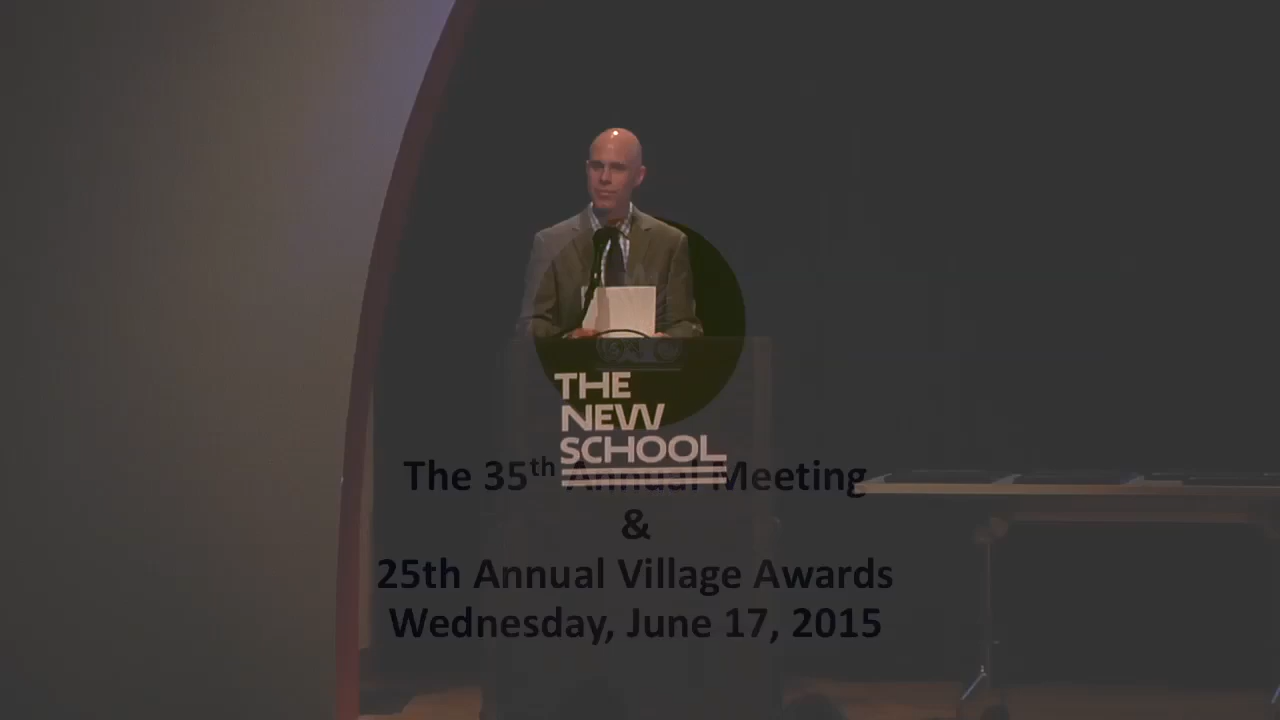 THE
NEW
SCHOOL
The 35th Annual Meeting
&
25th Annual Village Awards
Wednesday, June 17, 2015